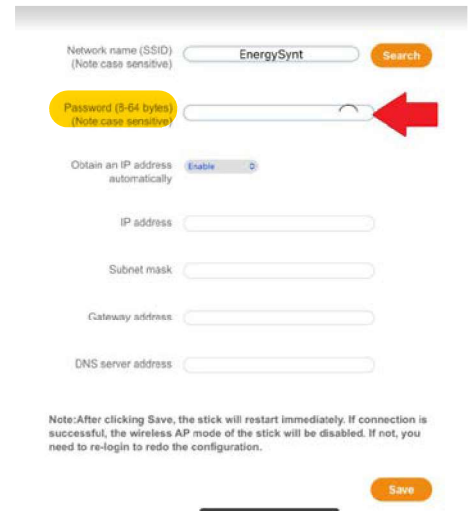 Network name (SSID)
(Note case sensitive)
EnergySynt
Search
Password (8-64 bytes)
(Note case sensitive)
Obtain an IP address
automatically
Enable
IP address
Subnet mask
Gateway address
DNS server address
Note:After clicking Save, the stick will restart immediately. If connection is
successful, the wireless AP mode of the stick will be disabled. If not, you
need to re-login to redo the configuration.
Save